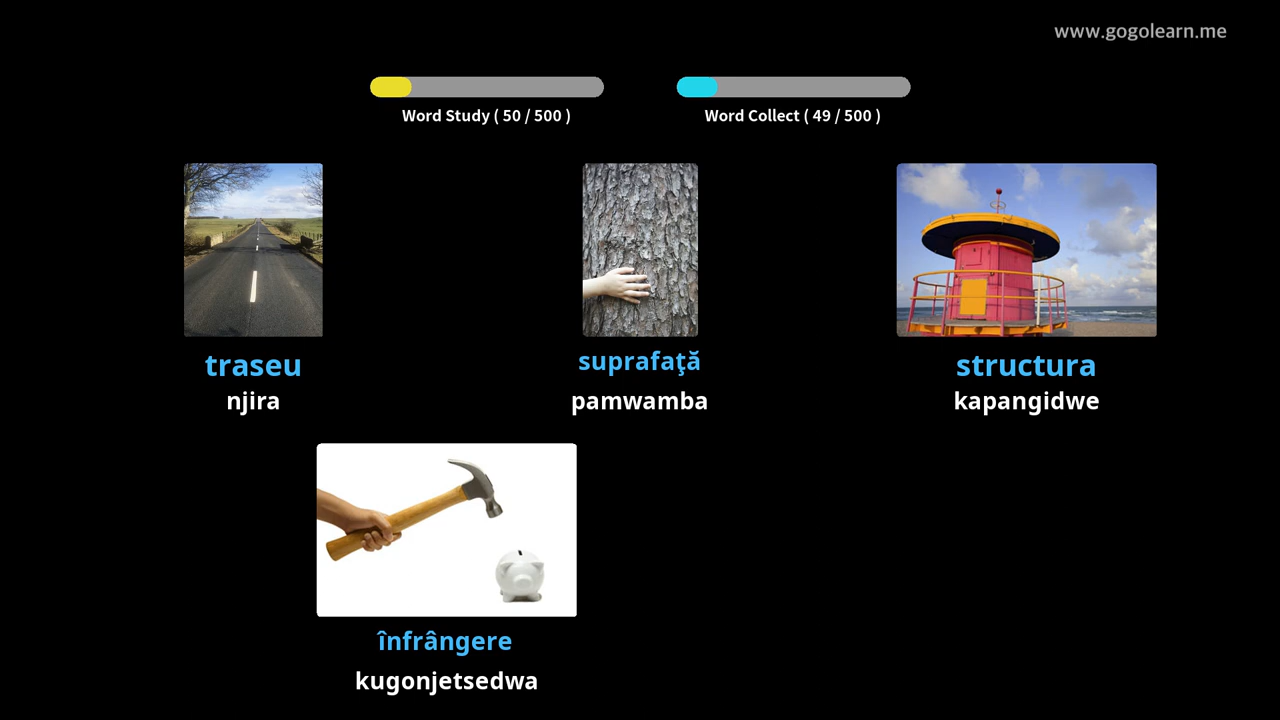 www.gogolearn.me
Word Study ( 50 / 500 )
Word Collect ( 49 / 500 )
traseu
njira
suprafaţă
pamwamba
structura
kapangidwe
înfrângere
kugonjetsedwa